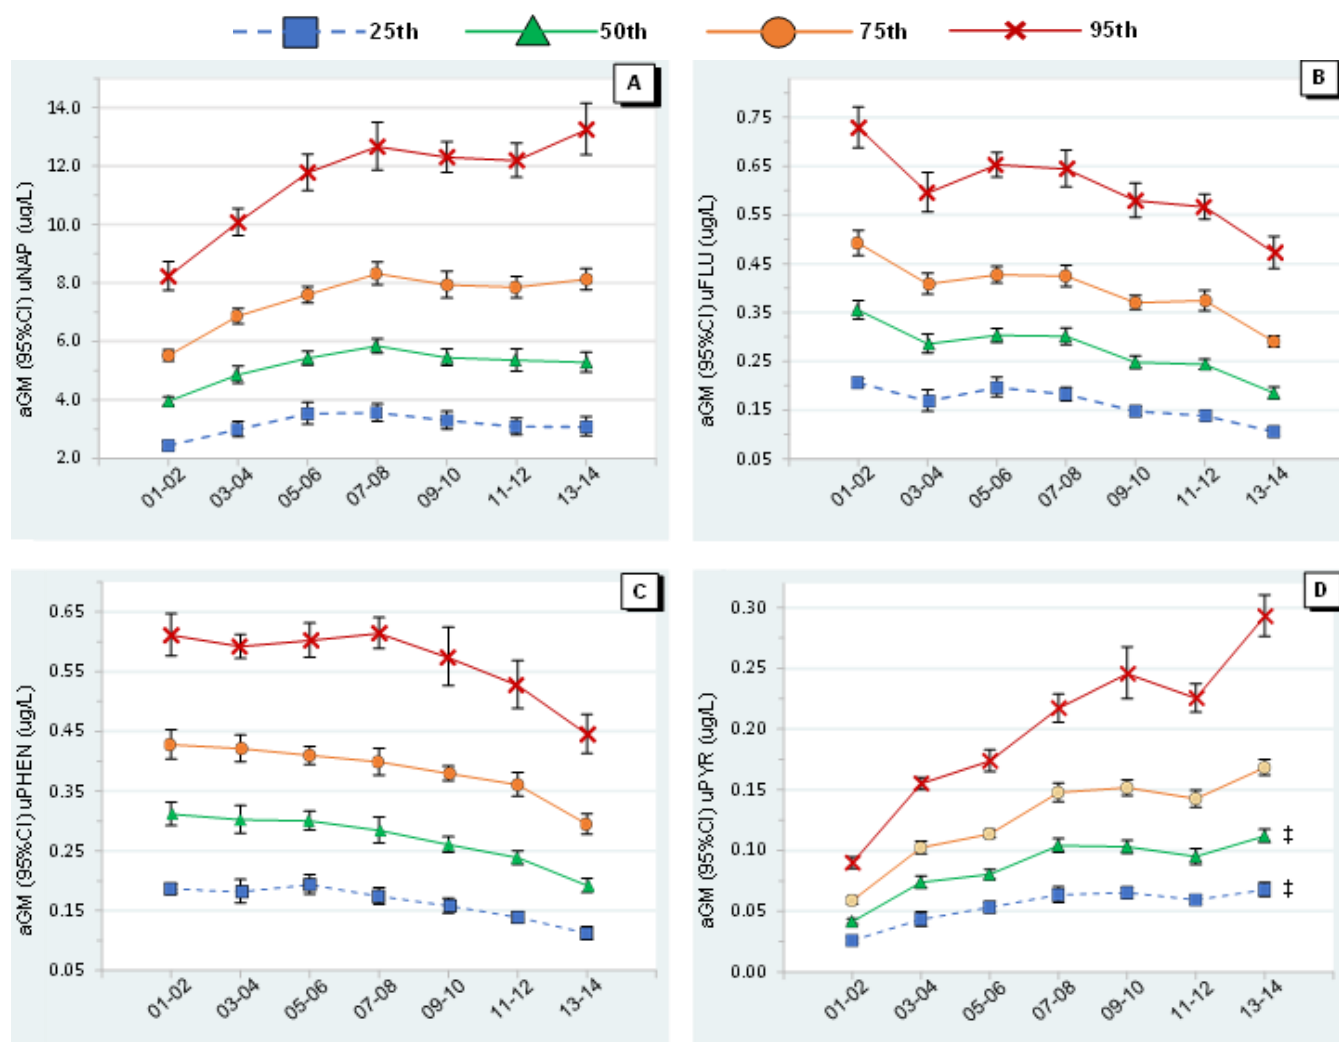 25th 50th 75th 95th
A
aGM (95%CI) uNAP (ug/L)
14.0
12.0
10.0
8.0
6.0
4.0
2.0
01-02 03-04 05-06 07-08 09-10 11-12 13-14
B
aGM (95%CI) uFLU (ug/L)
0.75
0.65
0.55
0.45
0.35
0.25
0.15
0.05
01-02 03-04 05-06 07-08 09-10 11-12 13-14
C
aGM (95%CI) uPHEN (ug/L)
0.65
0.55
0.45
0.35
0.25
0.15
0.05
01-02 03-04 05-06 07-08 09-10 11-12 13-14
D
aGM (95%CI) uPYR (ug/L)
0.30
0.25
0.20
0.15
0.10
0.05
0.00
‡
‡
01-02 03-04 05-06 07-08 09-10 11-12 13-14